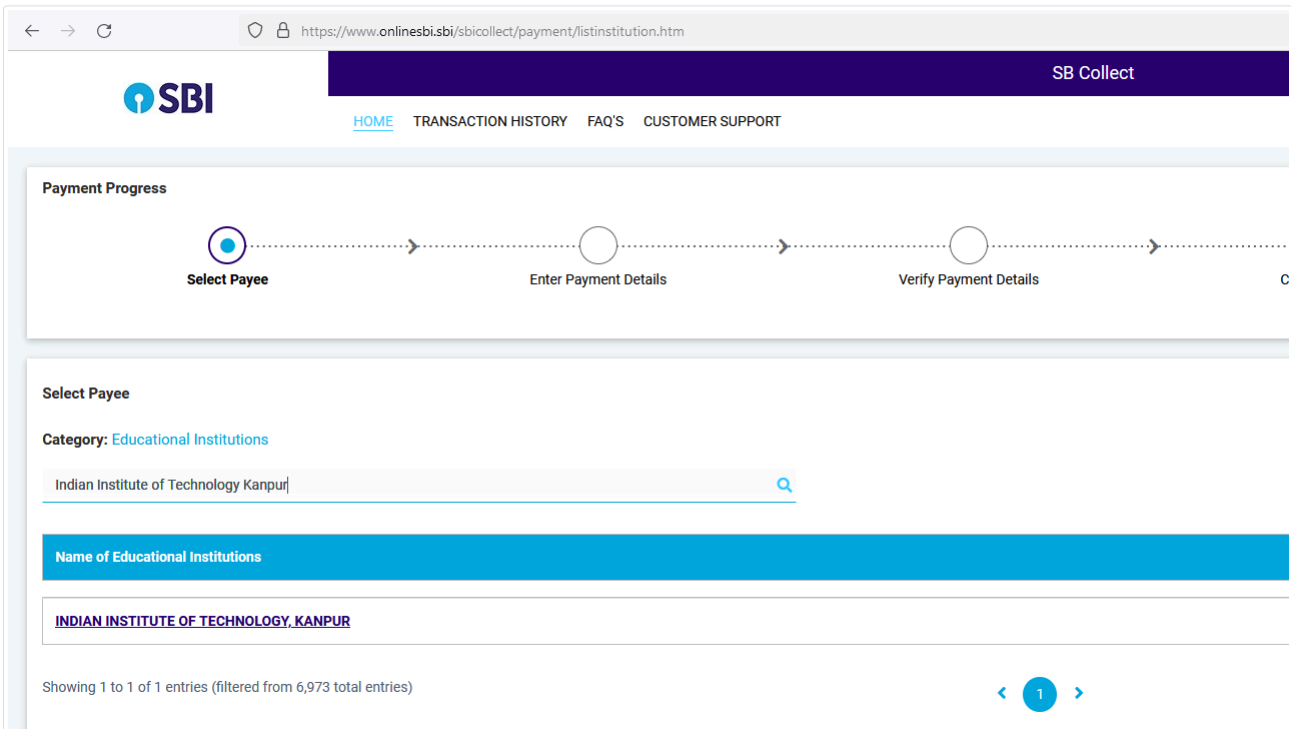 https://www.onlinesbi.sbi/sbicollect/payment/listinstitution.htm
SBI
SB Collect
HOME TRANSACTION HISTORY FAQ'S CUSTOMER SUPPORT
Payment Progress
Select Payee Enter Payment Details Verify Payment Details C
Select Payee
Category: Educational Institutions
Indian Institute of Technology Kanpur
Name of Educational Institutions
INDIAN INSTITUTE OF TECHNOLOGY, KANPUR
Showing 1 to 1 of 1 entries (filtered from 6,973 total entries)
1